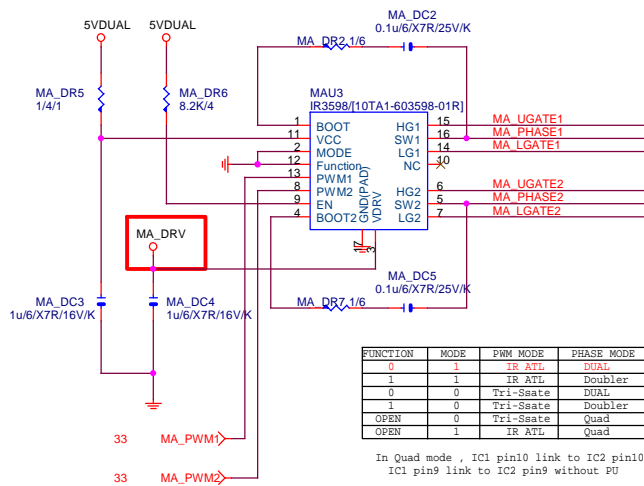 5VDUAL
5VDUAL
MA_DC2
0.1u/6/X7R/25V/K
MA_DR2 1/6
MAU3
IR3598/[10TA1-603598-01R]
MA_DR5
1/4/1
MA_DR6
8.2K/4
1 BOOT HG1 15 MA_UGATE1
11 VCC SW1 16 MA_PHASE1
2 MODE LG1 14 MA_LGATE1
12 Function NC 10
13 PWM1
8 PWM2 HG2 6 MA_UGATE2
9 EN SW2 5 MA_PHASE2
4 BOOT2 LG2 7 MA_LGATE2
GND(PAD)
VDRV
17
3
MA_DRV
MA_DC3
1u/6/X7R/16V/K
MA_DC4
1u/6/X7R/16V/K
MA_DC5
0.1u/6/X7R/25V/K
MA_DR7 1/6
FUNCTION MODE PWM MODE PHASE MODE
0 1 IR ATL DUAL
1 1 IR ATL Doubler
0 0 Tri-Ssate DUAL
1 0 Tri-Ssate Doubler
OPEN 0 Tri-Ssate Quad
OPEN 1 IR ATL Quad
In Quad mode , IC1 pin10 link to IC2 pin10
IC1 pin9 link to IC2 pin9 without PU
33 MA_PWM1
33 MA_PWM2